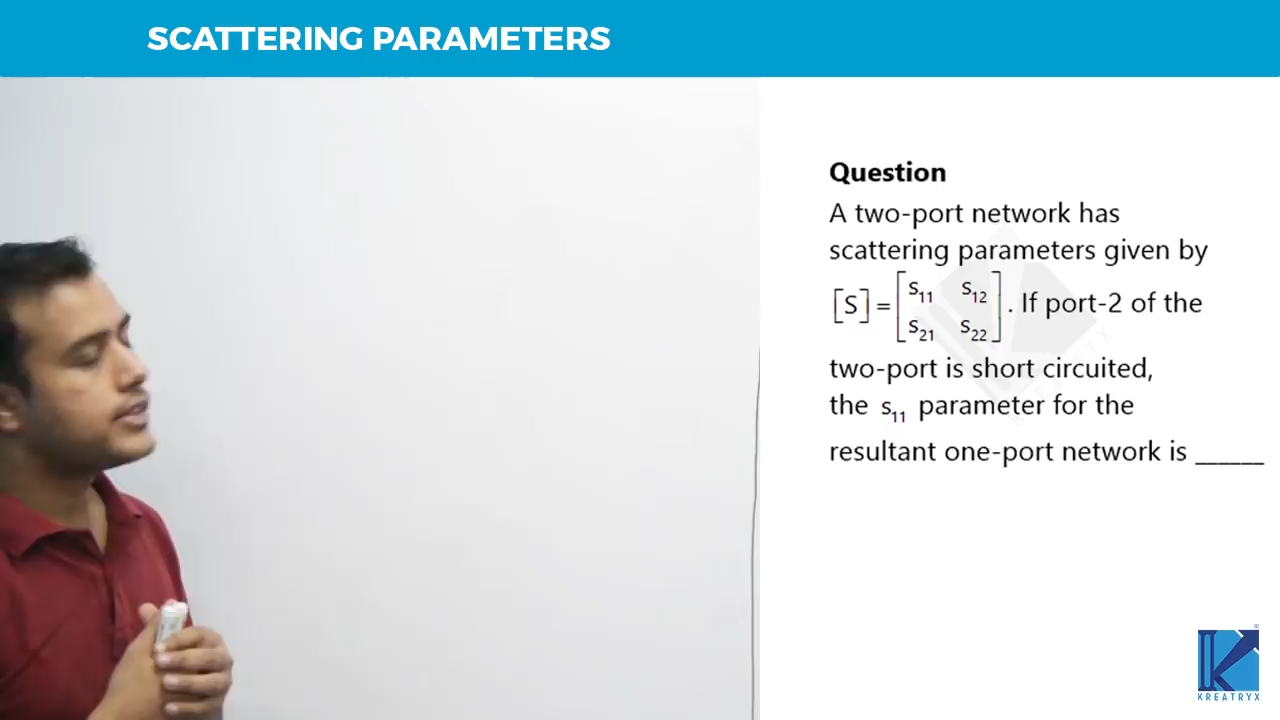 SCATTERING PARAMETERS
Question
A two-port network has
scattering parameters given by
[S] = [s₁₁ s₁₂
s₂₁ s₂₂]. If port-2 of the
two-port is short circuited,
the s₁₁ parameter for the
resultant one-port network is ______
KREATRYX